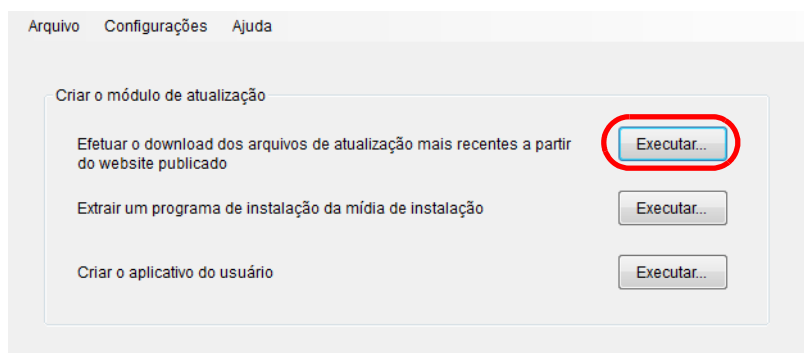 Arquivo Configurações Ajuda
Criar o módulo de atualização
Efetuar o download dos arquivos de atualização mais recentes a partir
do website publicado
Executar...
Extrair um programa de instalação da mídia de instalação
Executar...
Criar o aplicativo do usuário
Executar...